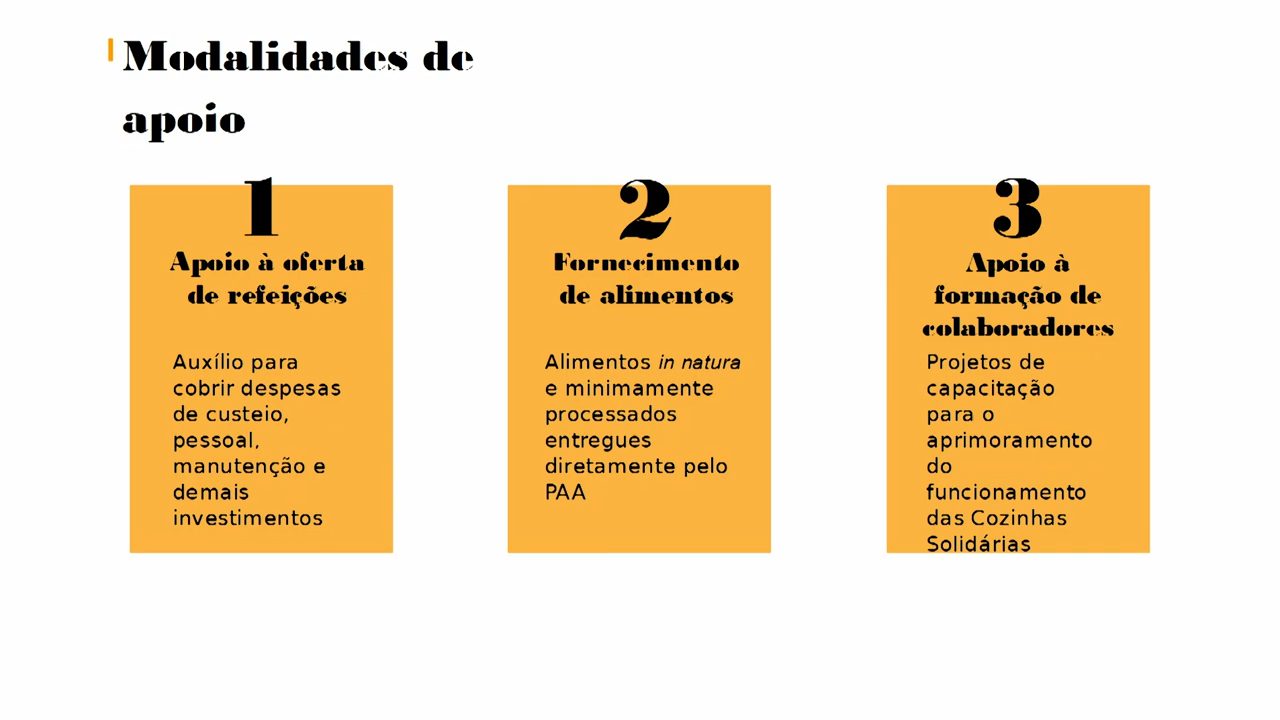 Modalidades de
apoio
1
Apoio à oferta
de refeições
Auxílio para
cobrir despesas
de custeio,
pessoal,
manutenção e
demais
investimentos
2
Fornecimento
de alimentos
Alimentos in natura
e minimamente
processados
entregues
diretamente pelo
PAA
3
Apoio à
formação de
colaboradores
Projetos de
capacitação
para o
aprimoramento
do
funcionamento
das Cozinhas
Solidárias